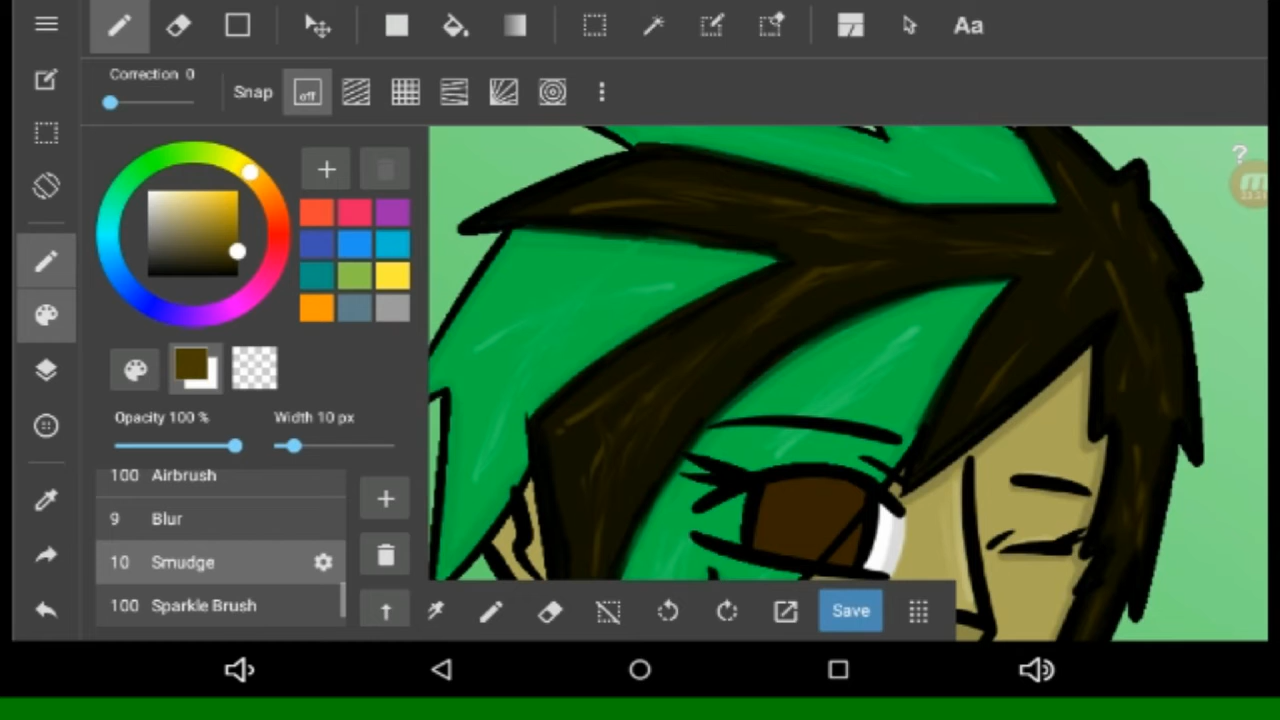 Aa
Correction 0
Snap
off
?
Opacity 100 %
Width 10 px
100 Airbrush
9 Blur
10 Smudge
100 Sparkle Brush
Save